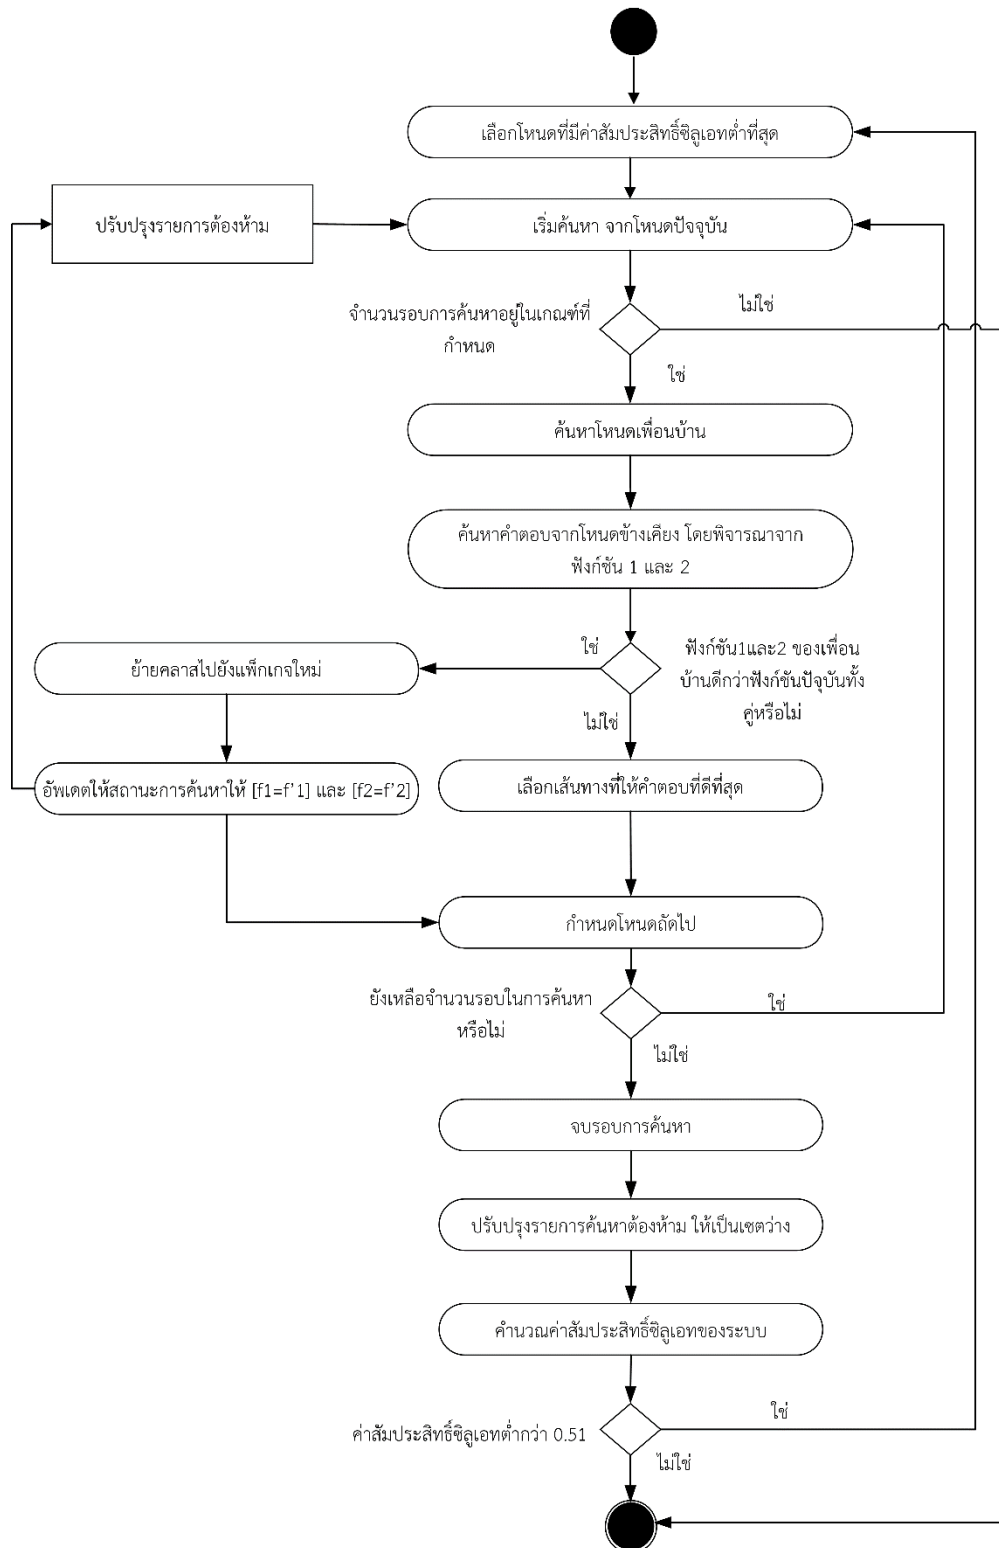 เลือกโหนดที่มีค่าสัมประสิทธิ์ซิลูเอทต่ำที่สุด
ปรับปรุงรายการต้องห้าม
เริ่มค้นหา จากโหนดปัจจุบัน
ไม่ใช่
จำนวนรอบการค้นหาอยู่ในเกณฑ์ที่
กำหนด
ใช่
ค้นหาโหนดเพื่อนบ้าน
ค้นหาคำตอบจากโหนดข้างเคียง โดยพิจารณาจาก
ฟังก์ชัน 1 และ 2
ใช่
ฟังก์ชัน1และ2 ของเพื่อน
บ้านดีกว่าฟังก์ชันปัจจุบันทั้ง
คู่หรือไม่
ย้ายคลาสไปยังแพ็กเกจใหม่
ไม่ใช่
อัพเดตให้สถานะการค้นหาให้ [f1=f'1] และ [f2=f'2]
เลือกเส้นทางที่ให้คำตอบที่ดีที่สุด
กำหนดโหนดถัดไป
ยังเหลือจำนวนรอบในการค้นหา
หรือไม่
ใช่
ไม่ใช่
จบรอบการค้นหา
ปรับปรุงรายการค้นหาต้องห้าม ให้เป็นเซตว่าง
คำนวณค่าสัมประสิทธิ์ซิลูเอทของระบบ
ใช่
ค่าสัมประสิทธิ์ซิลูเอทต่ำกว่า 0.51
ไม่ใช่